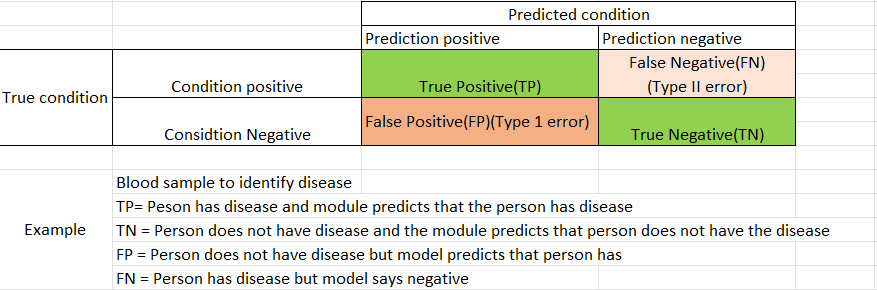 Predicted condition
Prediction positive
Prediction negative
True condition
Condition positive
True Positive(TP)
False Negative(FN)
(Type II error)
Considtion Negative
False Positive(FP)(Type 1 error)
True Negative(TN)
Example
Blood sample to identify disease
TP= Peson has disease and module predicts that the person has disease
TN = Person does not have disease and the module predicts that person does not have the disease
FP = Person does not have disease but model predicts that person has
FN = Person has disease but model says negative